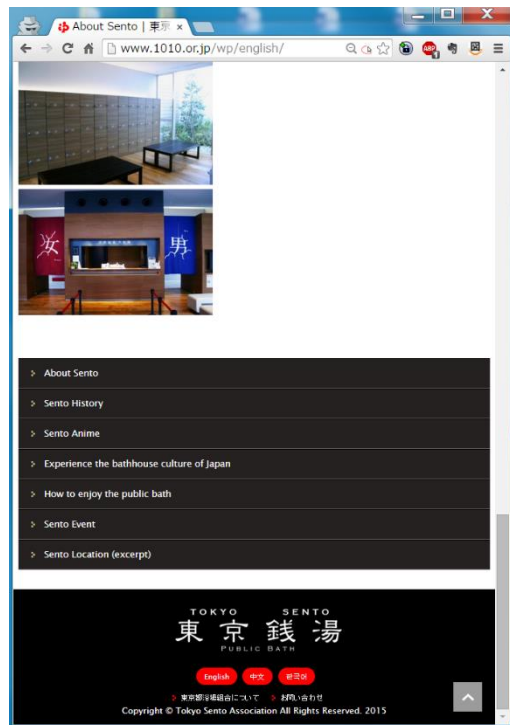 About Sento | 東京
www.1010.or.jp/wp/english/
ABP
女 男
About Sento
Sento History
Sento Anime
Experience the bathhouse culture of Japan
How to enjoy the public bath
Sento Event
Sento Location (excerpt)
TOKYO SENTO
東京銭湯
PUBLIC BATH
English 中文 한국어
東京都浴場組合について お問い合わせ
Copyright © Tokyo Sento Association All Rights Reserved. 2015